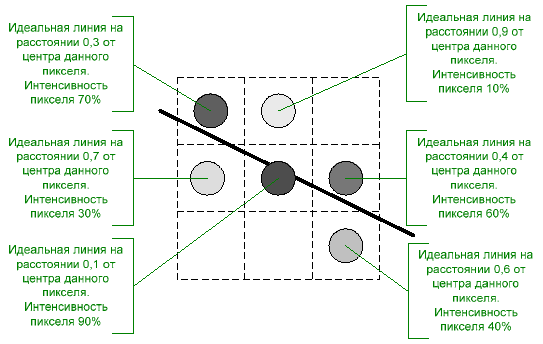 Идеальная линия на
расстоянии 0,3 от
центра данного
пикселя.
Интенсивность
пикселя 70%
Идеальная линия на
расстоянии 0,9 от
центра данного
пикселя.
Интенсивность
пикселя 10%
Идеальная линия на
расстоянии 0,7 от
центра данного
пикселя.
Интенсивность
пикселя 30%
Идеальная линия на
расстоянии 0,4 от
центра данного
пикселя.
Интенсивность
пикселя 60%
Идеальная линия на
расстоянии 0,1 от
центра данного
пикселя.
Интенсивность
пикселя 90%
Идеальная линия на
расстоянии 0,6 от
центра данного
пикселя.
Интенсивность
пикселя 40%